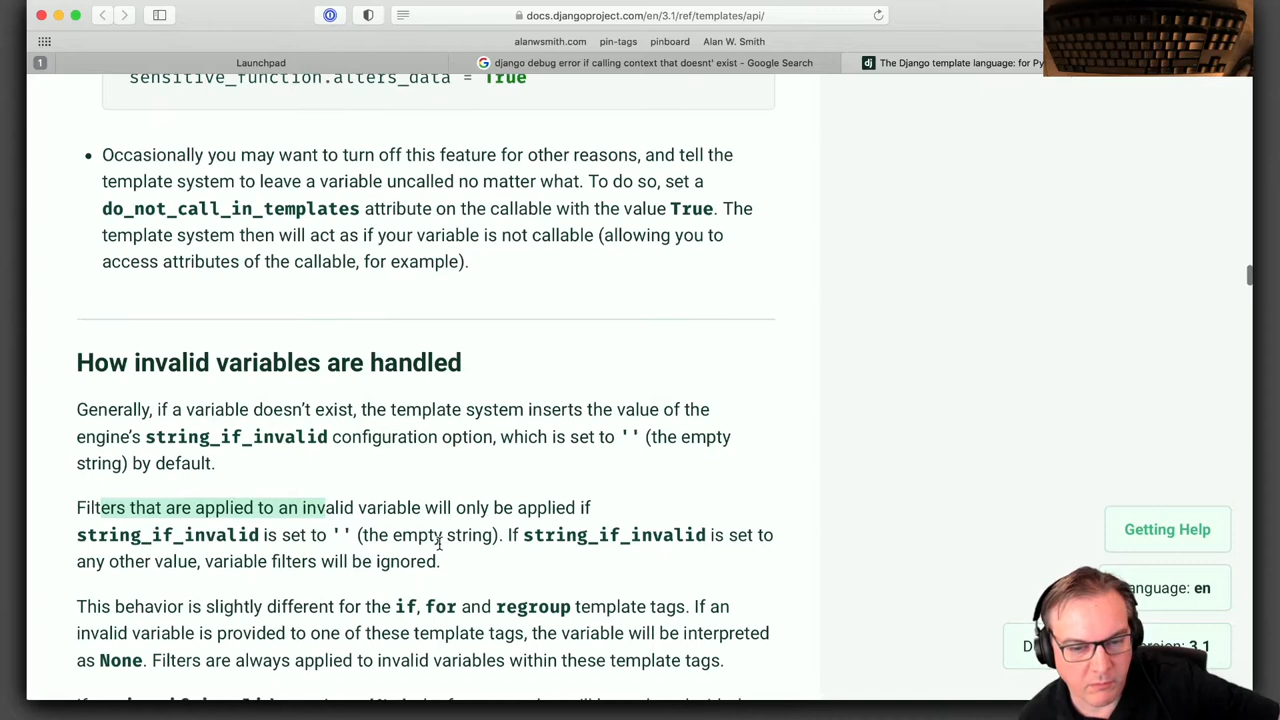 docs.djangoproject.com/en/3.1/ref/templates/api/
alanwsmith.com pin-tags pinboard Alan W. Smith
1 Launchpad django debug error if calling context that doesnt' exist - Google Search dj The Django template language: for Py
sensitive_function.alters_data = True
• Occasionally you may want to turn off this feature for other reasons, and tell the
template system to leave a variable uncalled no matter what. To do so, set a
do_not_call_in_templates attribute on the callable with the value True. The
template system then will act as if your variable is not callable (allowing you to
access attributes of the callable, for example).
How invalid variables are handled
Generally, if a variable doesn’t exist, the template system inserts the value of the
engine’s string_if_invalid configuration option, which is set to '' (the empty
string) by default.
Filters that are applied to an invalid variable will only be applied if
string_if_invalid is set to '' (the empty string). If string_if_invalid is set to
any other value, variable filters will be ignored.
This behavior is slightly different for the if, for and regroup template tags. If an
invalid variable is provided to one of these template tags, the variable will be interpreted
as None. Filters are always applied to invalid variables within these template tags.
Getting Help
anguage: en
D ersion: 3.1